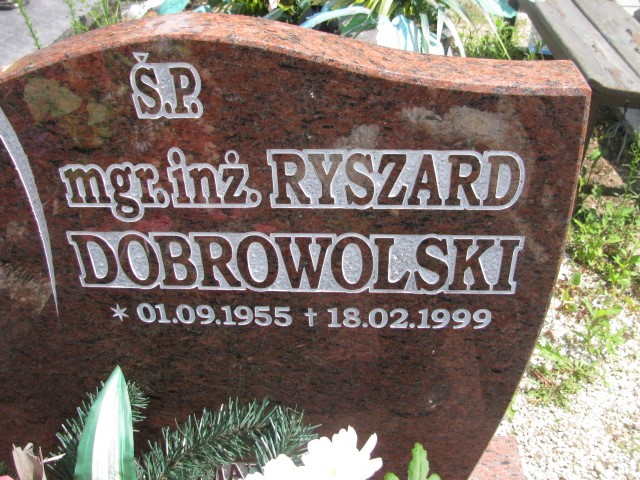 Ś.P.
mgr.inż. RYSZARD
DOBROWOLSKI
* 01.09.1955 † 18.02.1999